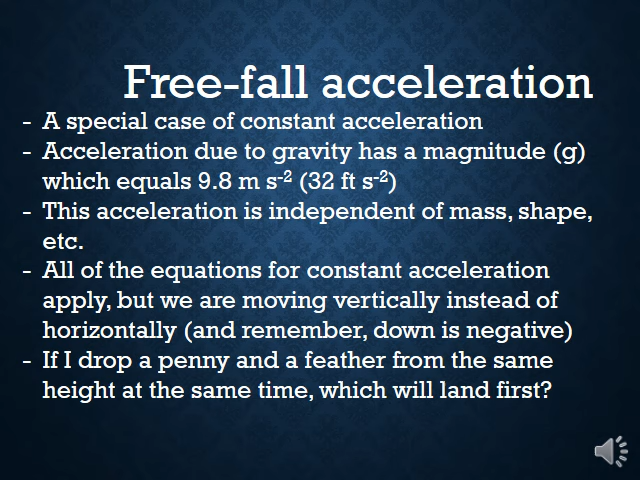 Free-fall acceleration
- A special case of constant acceleration
- Acceleration due to gravity has a magnitude (g)
which equals 9.8 m s⁻² (32 ft s⁻²)
- This acceleration is independent of mass, shape,
etc.
- All of the equations for constant acceleration
apply, but we are moving vertically instead of
horizontally (and remember, down is negative)
- If I drop a penny and a feather from the same
height at the same time, which will land first?